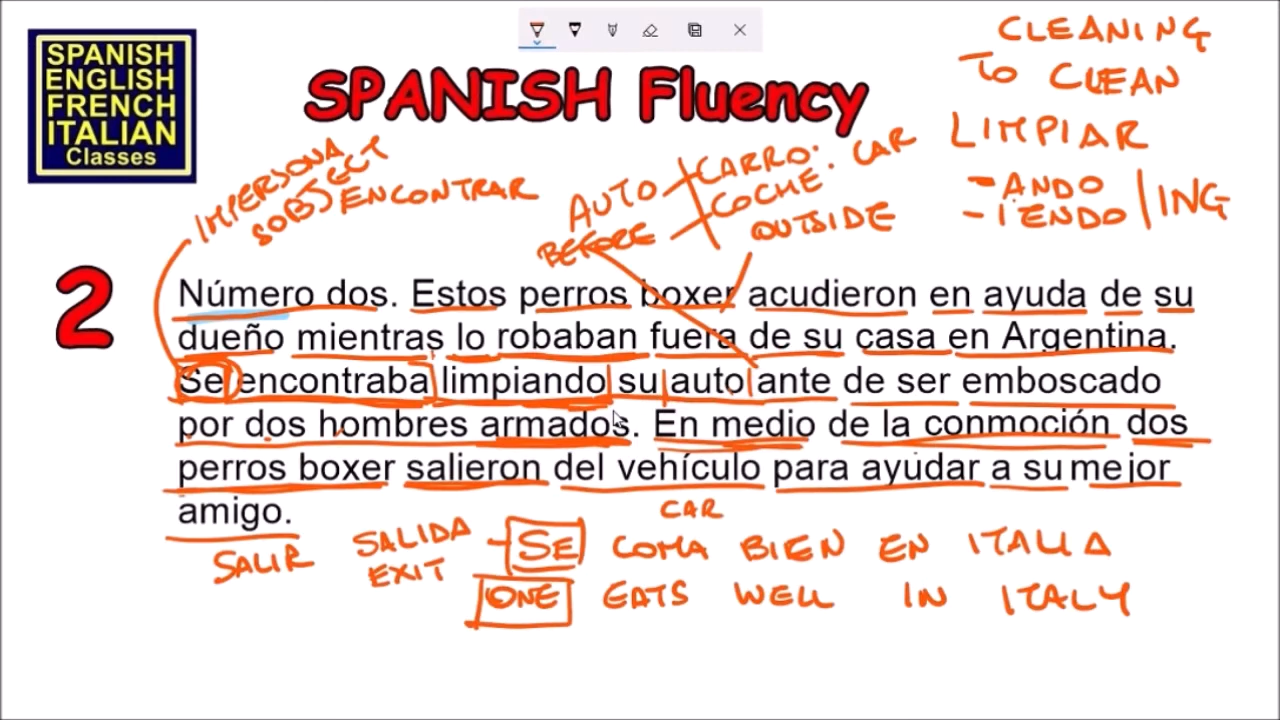 SPANISH
ENGLISH
FRENCH
ITALIAN
Classes
SPANISH Fluency
CLEANING
TO CLEAN
LIMPIAR
-ANDO
-IENDO /ING
IMPERSONA
SOBJECT
ENCONTRAR
AUTO
CARRO: CAR
COCHE
BEFORE
OUTSIDE
2
Número dos. Estos perros boxer acudieron en ayuda de su
dueño mientras lo robaban fuera de su casa en Argentina.
Se encontraba limpiando su auto ante de ser emboscado
por dos hombres armados. En medio de la conmoción dos
perros boxer salieron del vehículo para ayudar a su mejor
amigo.
CAR
SALIR
SALIDA
EXIT
-SE COMA BIEN EN ITALIA
ONE EATS WELL IN ITALY